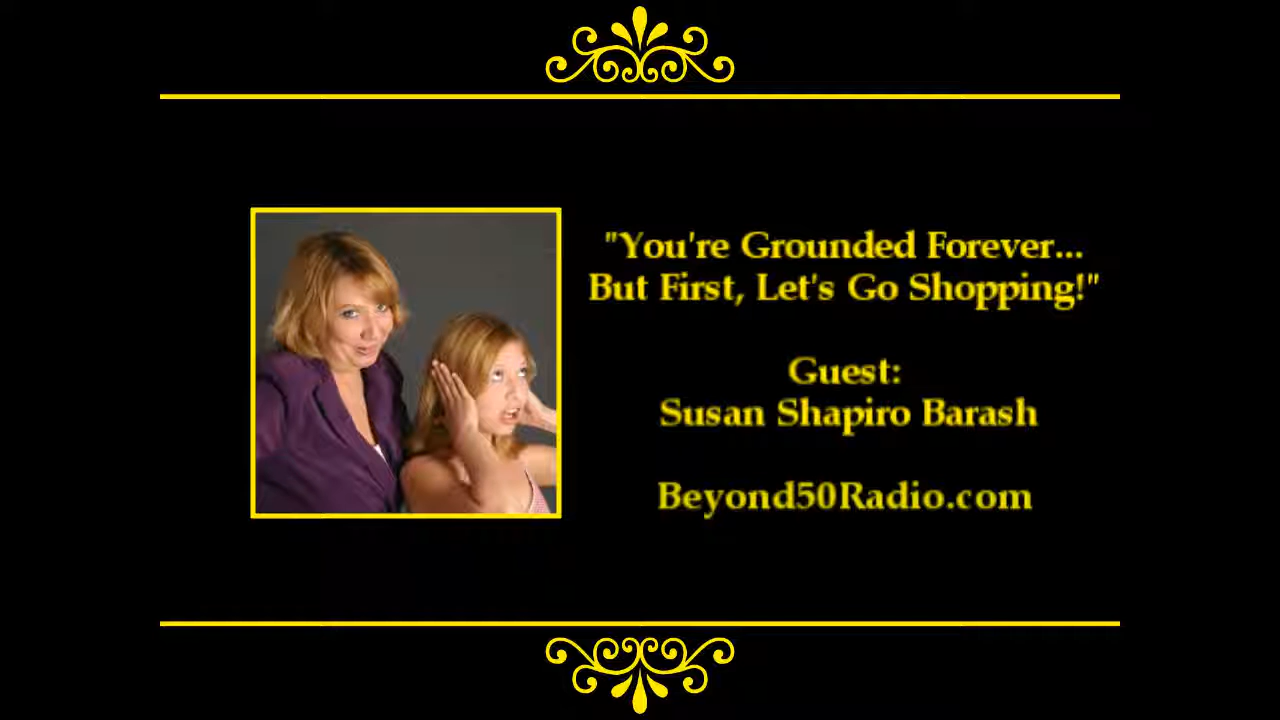 "You're Grounded Forever...
But First, Let's Go Shopping!"
Guest:
Susan Shapiro Barash
Beyond50Radio.com